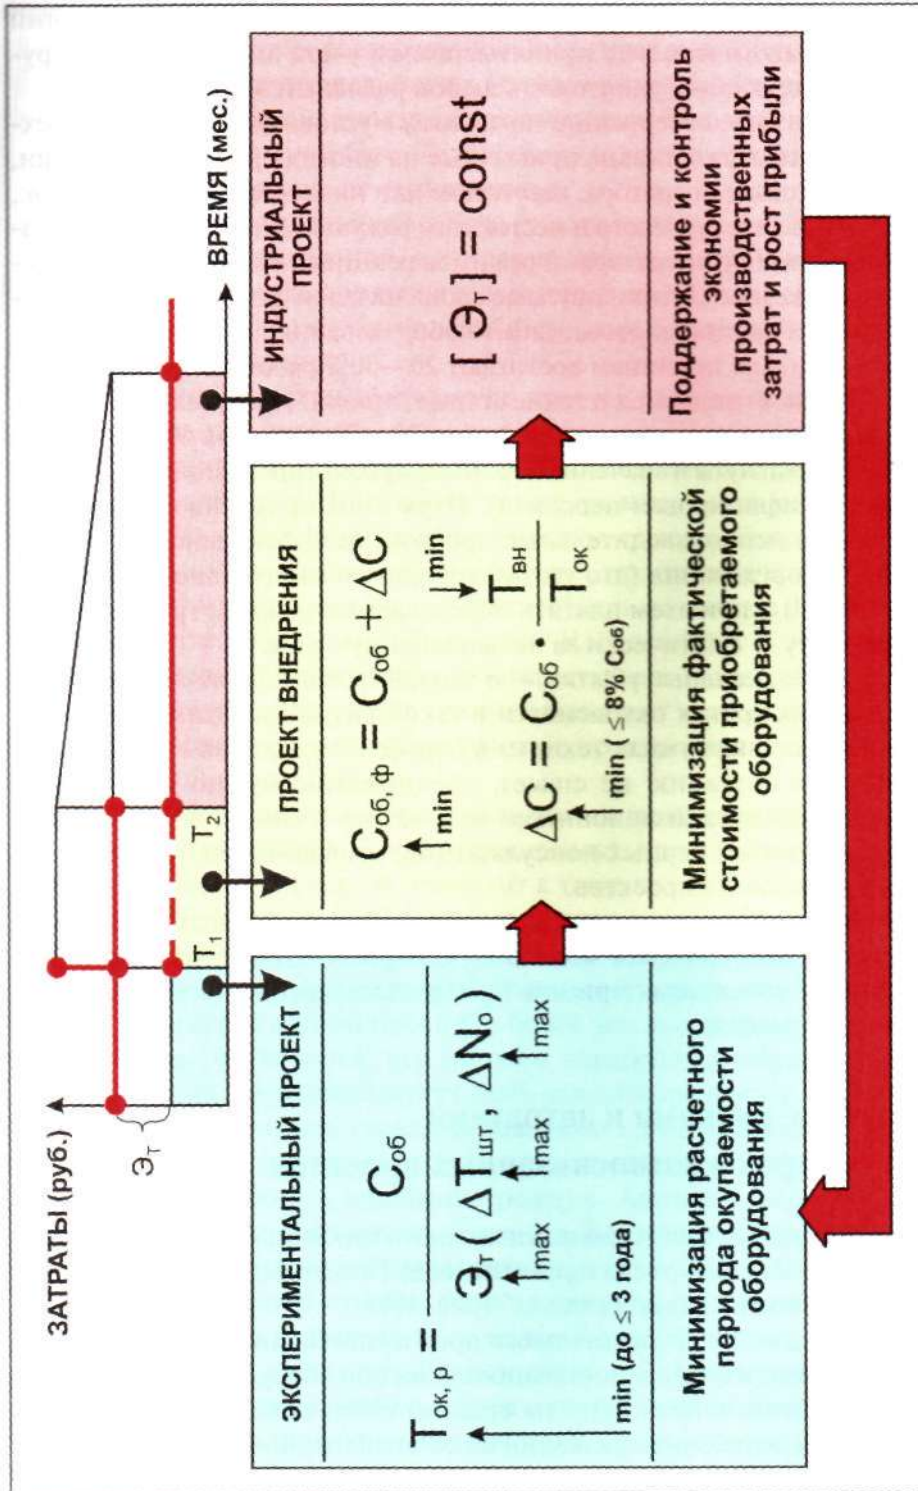 ЗАТРАТЫ (руб.)
Эт
T1
T2
ВРЕМЯ (мес.)
ЭКСПЕРИМЕНТАЛЬНЫЙ ПРОЕКТ
Tок, р = Cоб
Эт ( ΔTшт, ΔNо )
max max max
min (до ≤ 3 года)
Минимизация расчетного
периода окупаемости
оборудования
ПРОЕКТ ВНЕДРЕНИЯ
Cоб, ф = Cоб + ΔC
min min
ΔC = Cоб · Tвн
Tок
min ( ≤ 8% Cоб)
Минимизация фактической
стоимости приобретаемого
оборудования
ИНДУСТРИАЛЬНЫЙ
ПРОЕКТ
[ Эт ] = const
Поддержание и контроль
экономии
производственных
затрат и рост прибыли